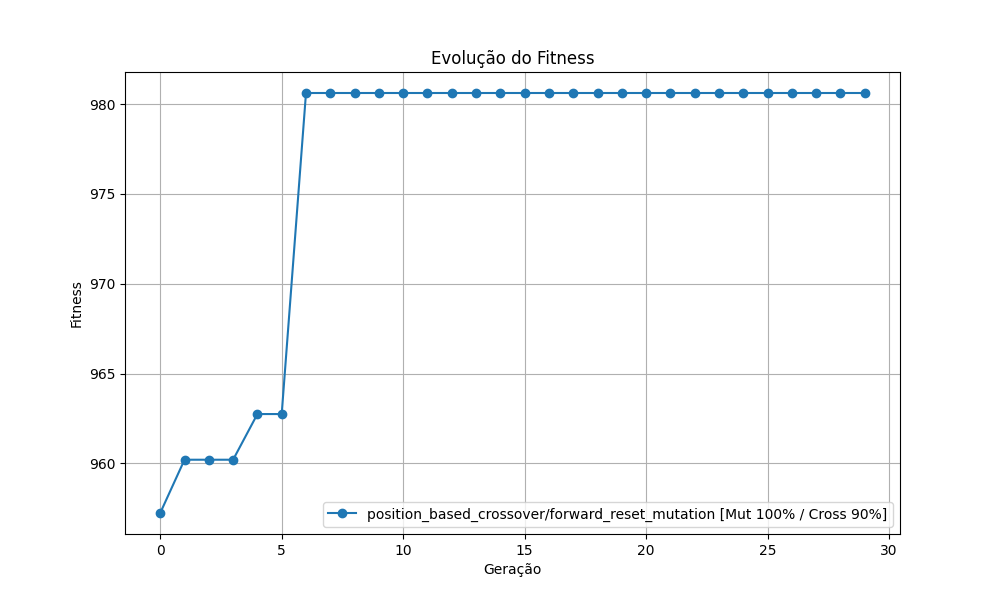 Evolução do Fitness
Fitness
980
975
970
965
960
0 5 10 15 20 25 30
Geração
position_based_crossover/forward_reset_mutation [Mut 100% / Cross 90%]